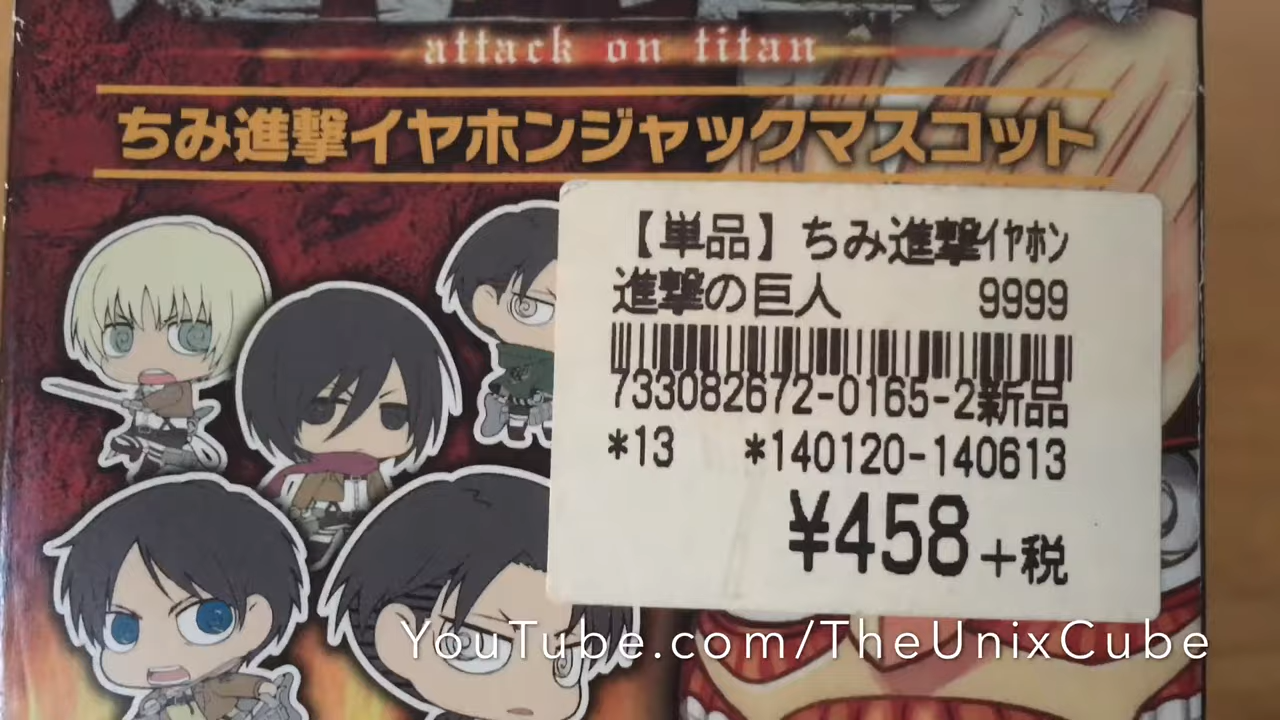 attack on titan
ちみ進撃イヤホンジャックマスコット
【単品】ちみ進撃ｲﾔﾎﾝ
進撃の巨人 9999
733082672-0165-2新品
*13 *140120-140613
¥458+税
YouTube.com/TheUnixCube